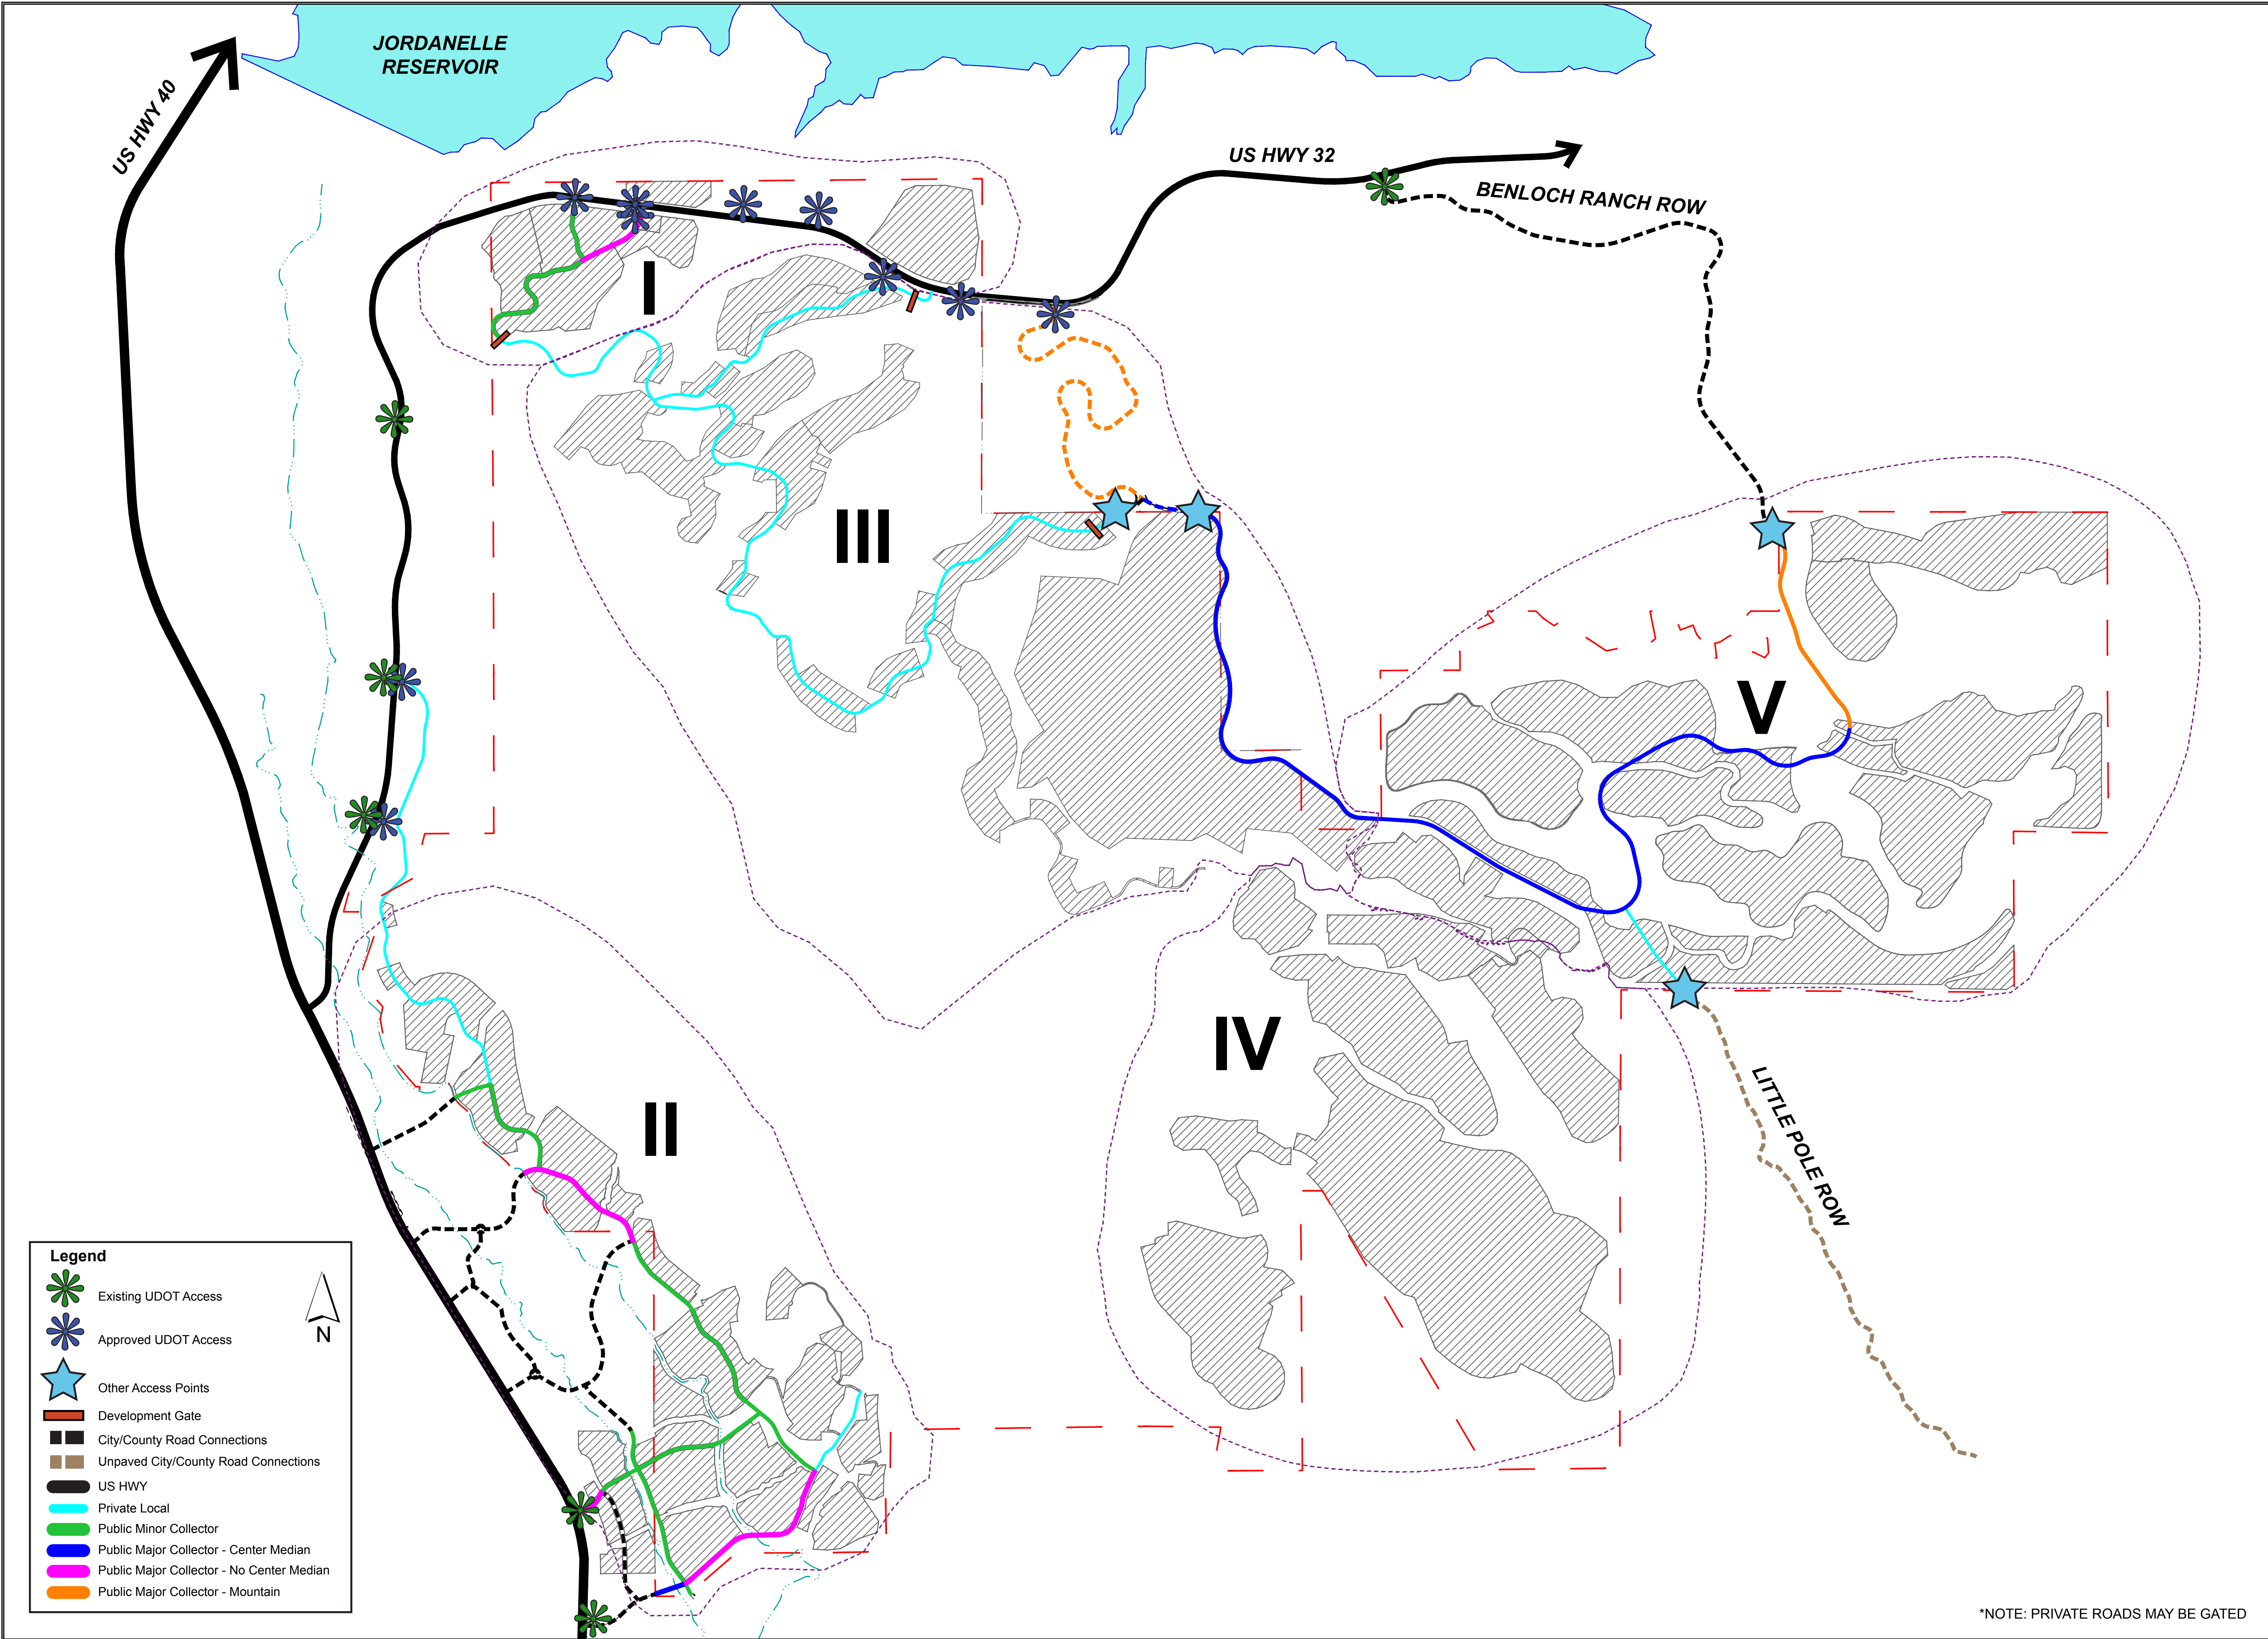 JORDANELLE
RESERVOIR
US HWY 40
US HWY 32
BENLOCH RANCH ROW
I
III
V
IV
II
LITTLE POLE ROW
Legend
Existing UDOT Access
Approved UDOT Access
Other Access Points
Development Gate
City/County Road Connections
Unpaved City/County Road Connections
US HWY
Private Local
Public Minor Collector
Public Major Collector - Center Median
Public Major Collector - No Center Median
Public Major Collector - Mountain
N
*NOTE: PRIVATE ROADS MAY BE GATED